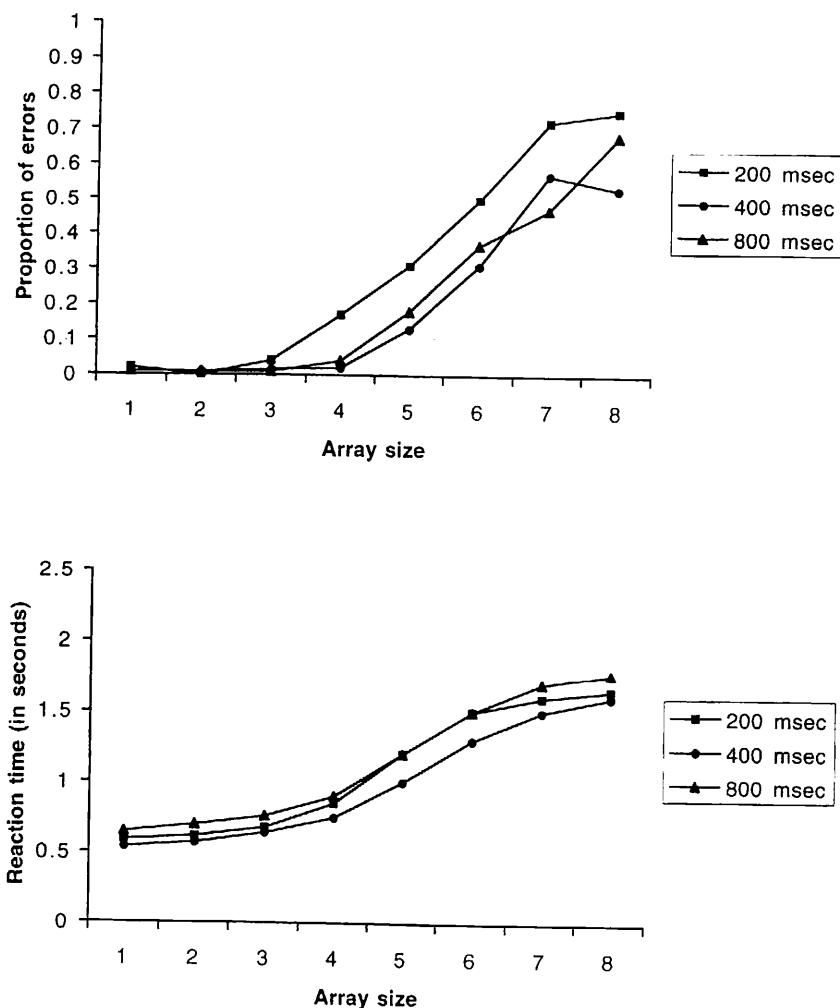 1
0.9
0.8
0.7
0.6
0.5
0.4
0.3
0.2
0.1
0
Proportion of errors
1 2 3 4 5 6 7 8
Array size
200 msec
400 msec
800 msec
2.5
2
1.5
1
0.5
0
Reaction time (in seconds)
1 2 3 4 5 6 7 8
Array size
200 msec
400 msec
800 msec